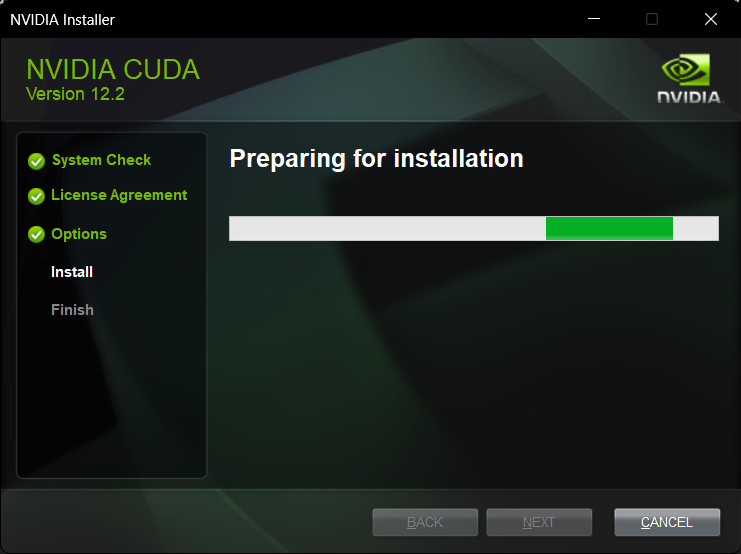 NVIDIA Installer
NVIDIA CUDA
Version 12.2
NVIDIA
System Check
License Agreement
Options
Install
Finish
Preparing for installation
BACK
NEXT
CANCEL